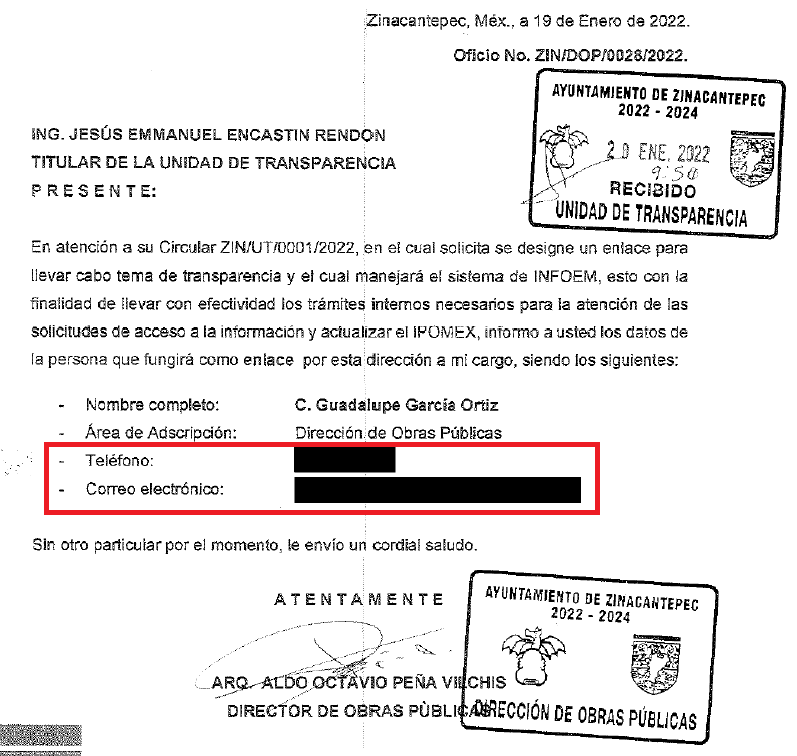 Zinacantepec, Méx., a 19 de Enero de 2022.
Oficio No. ZIN/DOP/0028/2022.
AYUNTAMIENTO DE ZINACANTEPEC
2022 - 2024
20 ENE, 2022
9:50
RECIBIDO
UNIDAD DE TRANSPARENCIA
ING. JESÚS EMMANUEL ENCASTIN RENDON
TITULAR DE LA UNIDAD DE TRANSPARENCIA
P R E S E N T E:
En atención a su Circular ZIN/UT/0001/2022, en el cual solicita se designe un enlace para
llevar cabo tema de transparencia y el cual manejará el sistema de INFOEM, esto con la
finalidad de llevar con efectividad los trámites internos necesarios para la atención de las
solicitudes de acceso a la información y actualizar el IPOMEX, informo a usted los datos de
la persona que fungirá como enlace por esta dirección a mi cargo, siendo los siguientes:
- Nombre completo: C. Guadalupe García Ortiz
- Área de Adscripción: Dirección de Obras Públicas
- Teléfono:
- Correo electrónico:
Sin otro particular por el momento, le envío un cordial saludo.
A T E N T A M E N T E
ARQ. ALDO OCTAVIO PEÑA VILCHIS
DIRECTOR DE OBRAS PÙBLICAS
AYUNTAMIENTO DE ZINACANTEPEC
2022 - 2024
DIRECCIÓN DE OBRAS PÚBLICAS